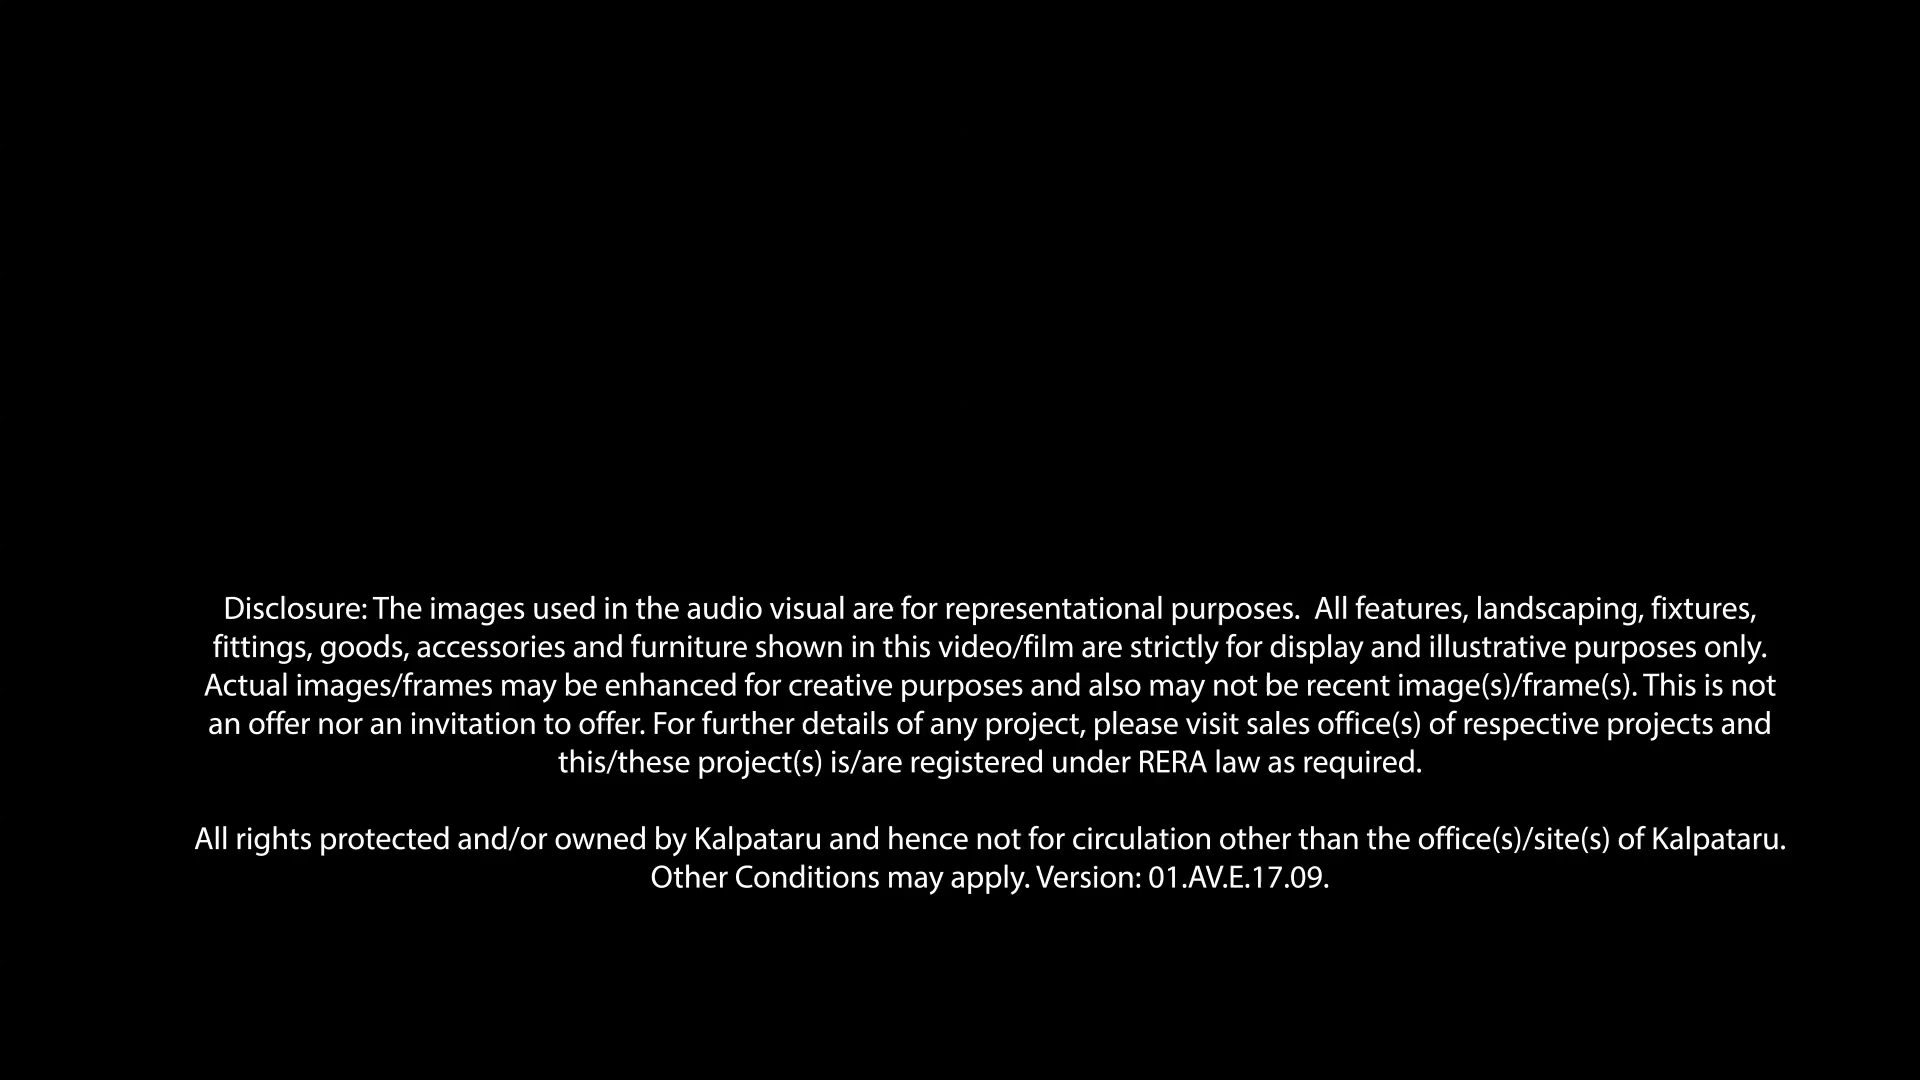 Disclosure: The images used in the audio visual are for representational purposes.  All features, landscaping, fixtures,
fittings, goods, accessories and furniture shown in this video/film are strictly for display and illustrative purposes only.
Actual images/frames may be enhanced for creative purposes and also may not be recent image(s)/frame(s). This is not
an offer nor an invitation to offer. For further details of any project, please visit sales office(s) of respective projects and
this/these project(s) is/are registered under RERA law as required.
All rights protected and/or owned by Kalpataru and hence not for circulation other than the office(s)/site(s) of Kalpataru.
Other Conditions may apply. Version: 01.AV.E.17.09.